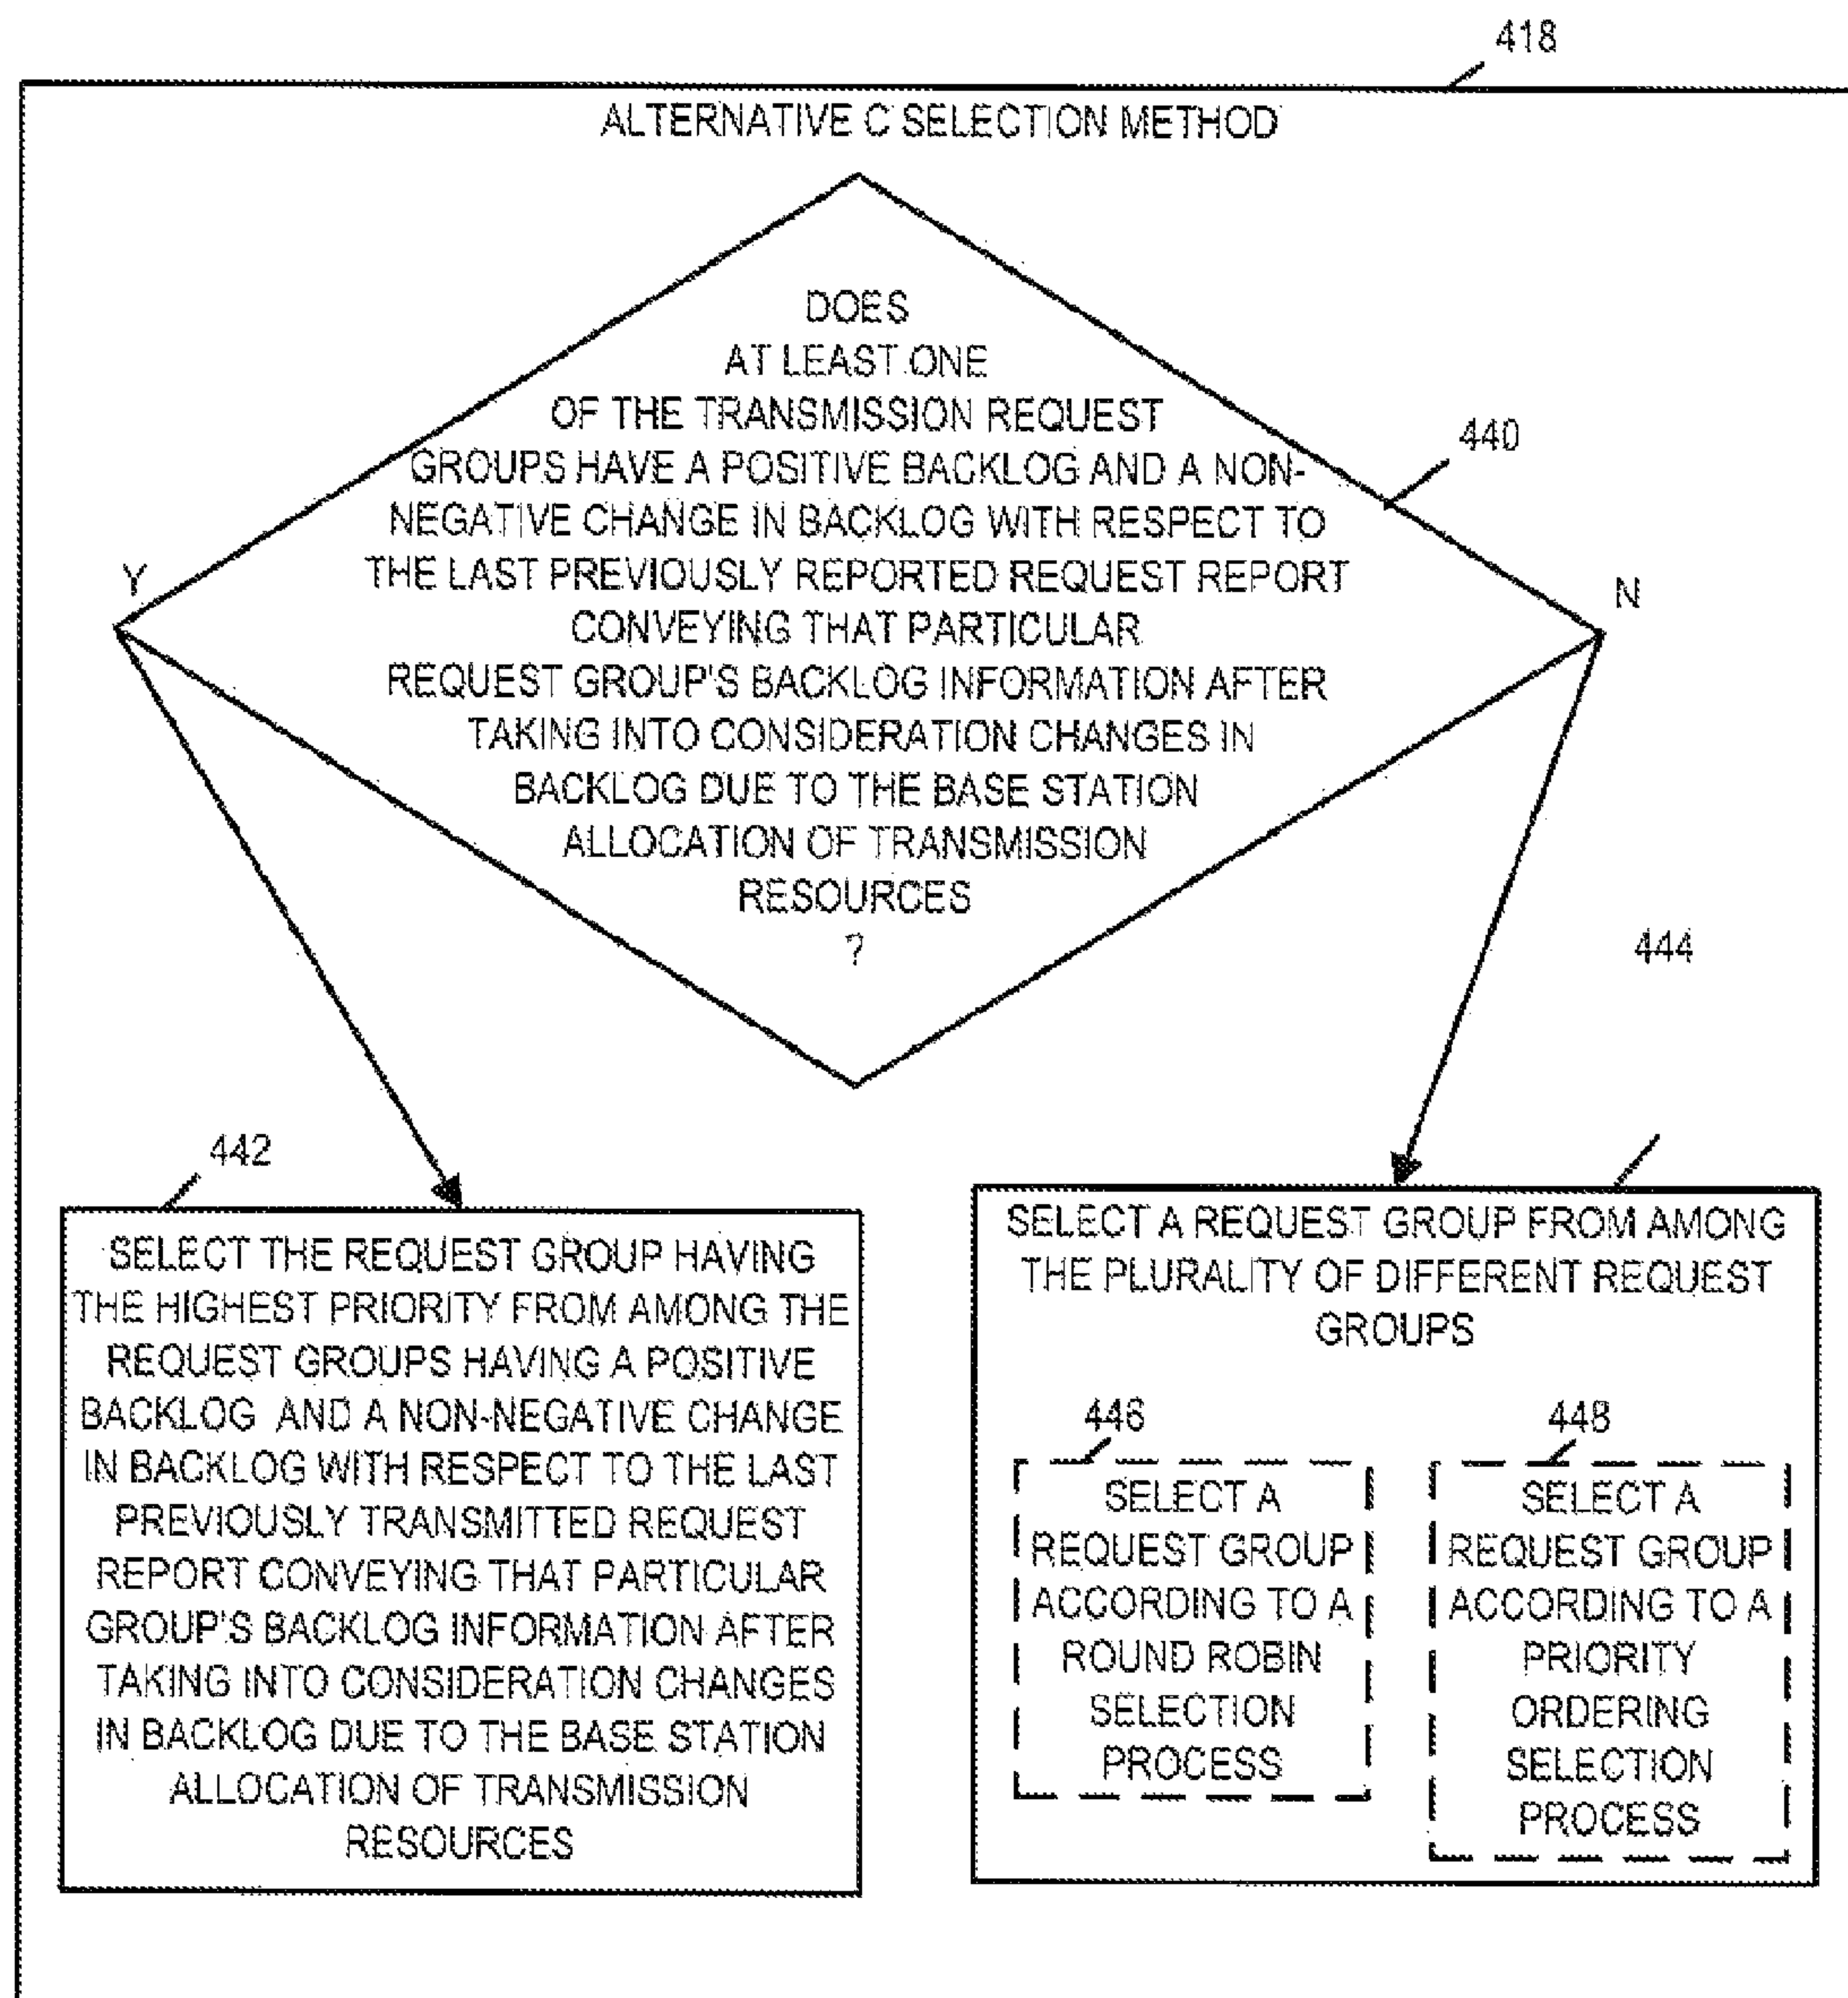 418
ALTERNATIVE C SELECTION METHOD
DOES
AT LEAST ONE
OF THE TRANSMISSION REQUEST
GROUPS HAVE A POSITIVE BACKLOG AND A NON-
NEGATIVE CHANGE IN BACKLOG WITH RESPECT TO
THE LAST PREVIOUSLY REPORTED REQUEST REPORT
CONVEYING THAT PARTICULAR
REQUEST GROUP'S BACKLOG INFORMATION AFTER
TAKING INTO CONSIDERATION CHANGES IN
BACKLOG DUE TO THE BASE STATION
ALLOCATION OF TRANSMISSION
RESOURCES
?
440
Y
N
444
442
SELECT THE REQUEST GROUP HAVING
THE HIGHEST PRIORITY FROM AMONG THE
REQUEST GROUPS HAVING A POSITIVE
BACKLOG AND A NON-NEGATIVE CHANGE
IN BACKLOG WITH RESPECT TO THE LAST
PREVIOUSLY TRANSMITTED REQUEST
REPORT CONVEYING THAT PARTICULAR
GROUP'S BACKLOG INFORMATION AFTER
TAKING INTO CONSIDERATION CHANGES
IN BACKLOG DUE TO THE BASE STATION
ALLOCATION OF TRANSMISSION
RESOURCES
SELECT A REQUEST GROUP FROM AMONG
THE PLURALITY OF DIFFERENT REQUEST
GROUPS
446
SELECT A
REQUEST GROUP
ACCORDING TO A
ROUND ROBIN
SELECTION
PROCESS
448
SELECT A
REQUEST GROUP
ACCORDING TO A
PRIORITY
ORDERING
SELECTION
PROCESS